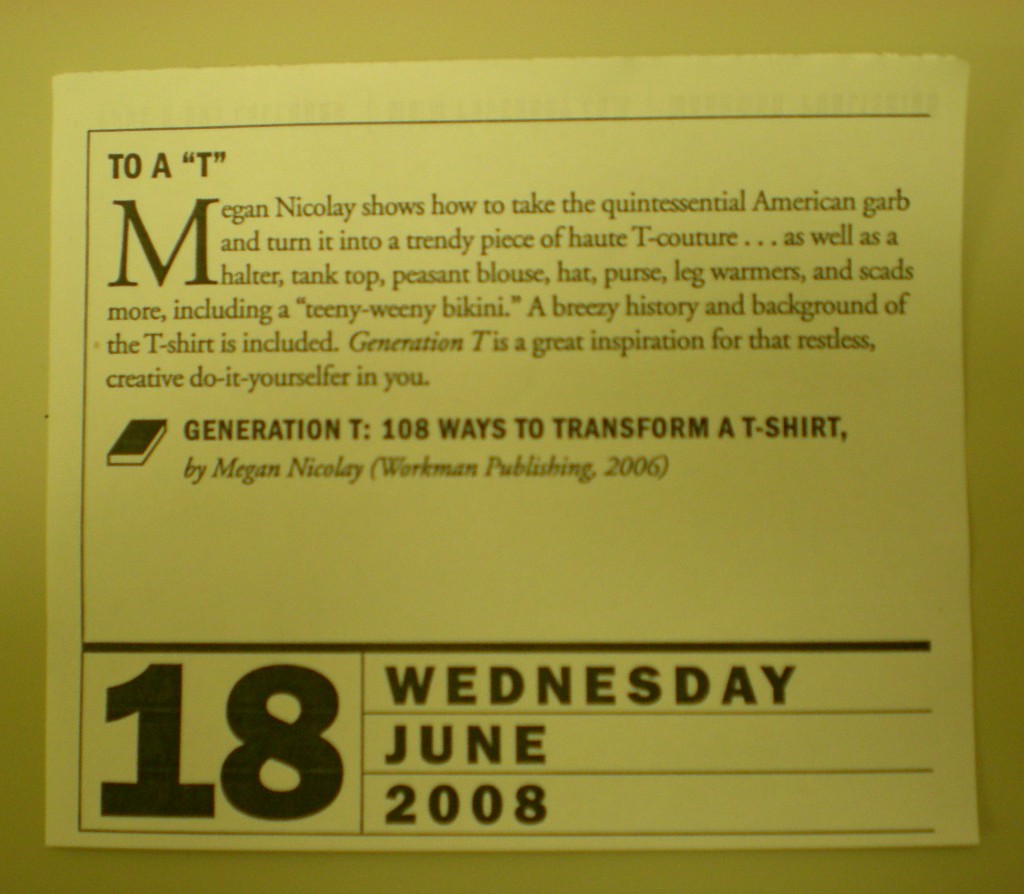 TO A “T”
Megan Nicolay shows how to take the quintessential American garb
and turn it into a trendy piece of haute T-couture . . . as well as a
halter, tank top, peasant blouse, hat, purse, leg warmers, and scads
more, including a “teeny-weeny bikini.” A breezy history and background of
the T-shirt is included. Generation T is a great inspiration for that restless,
creative do-it-yourselfer in you.
GENERATION T: 108 WAYS TO TRANSFORM A T-SHIRT,
by Megan Nicolay (Workman Publishing, 2006)
18
WEDNESDAY
JUNE
2008